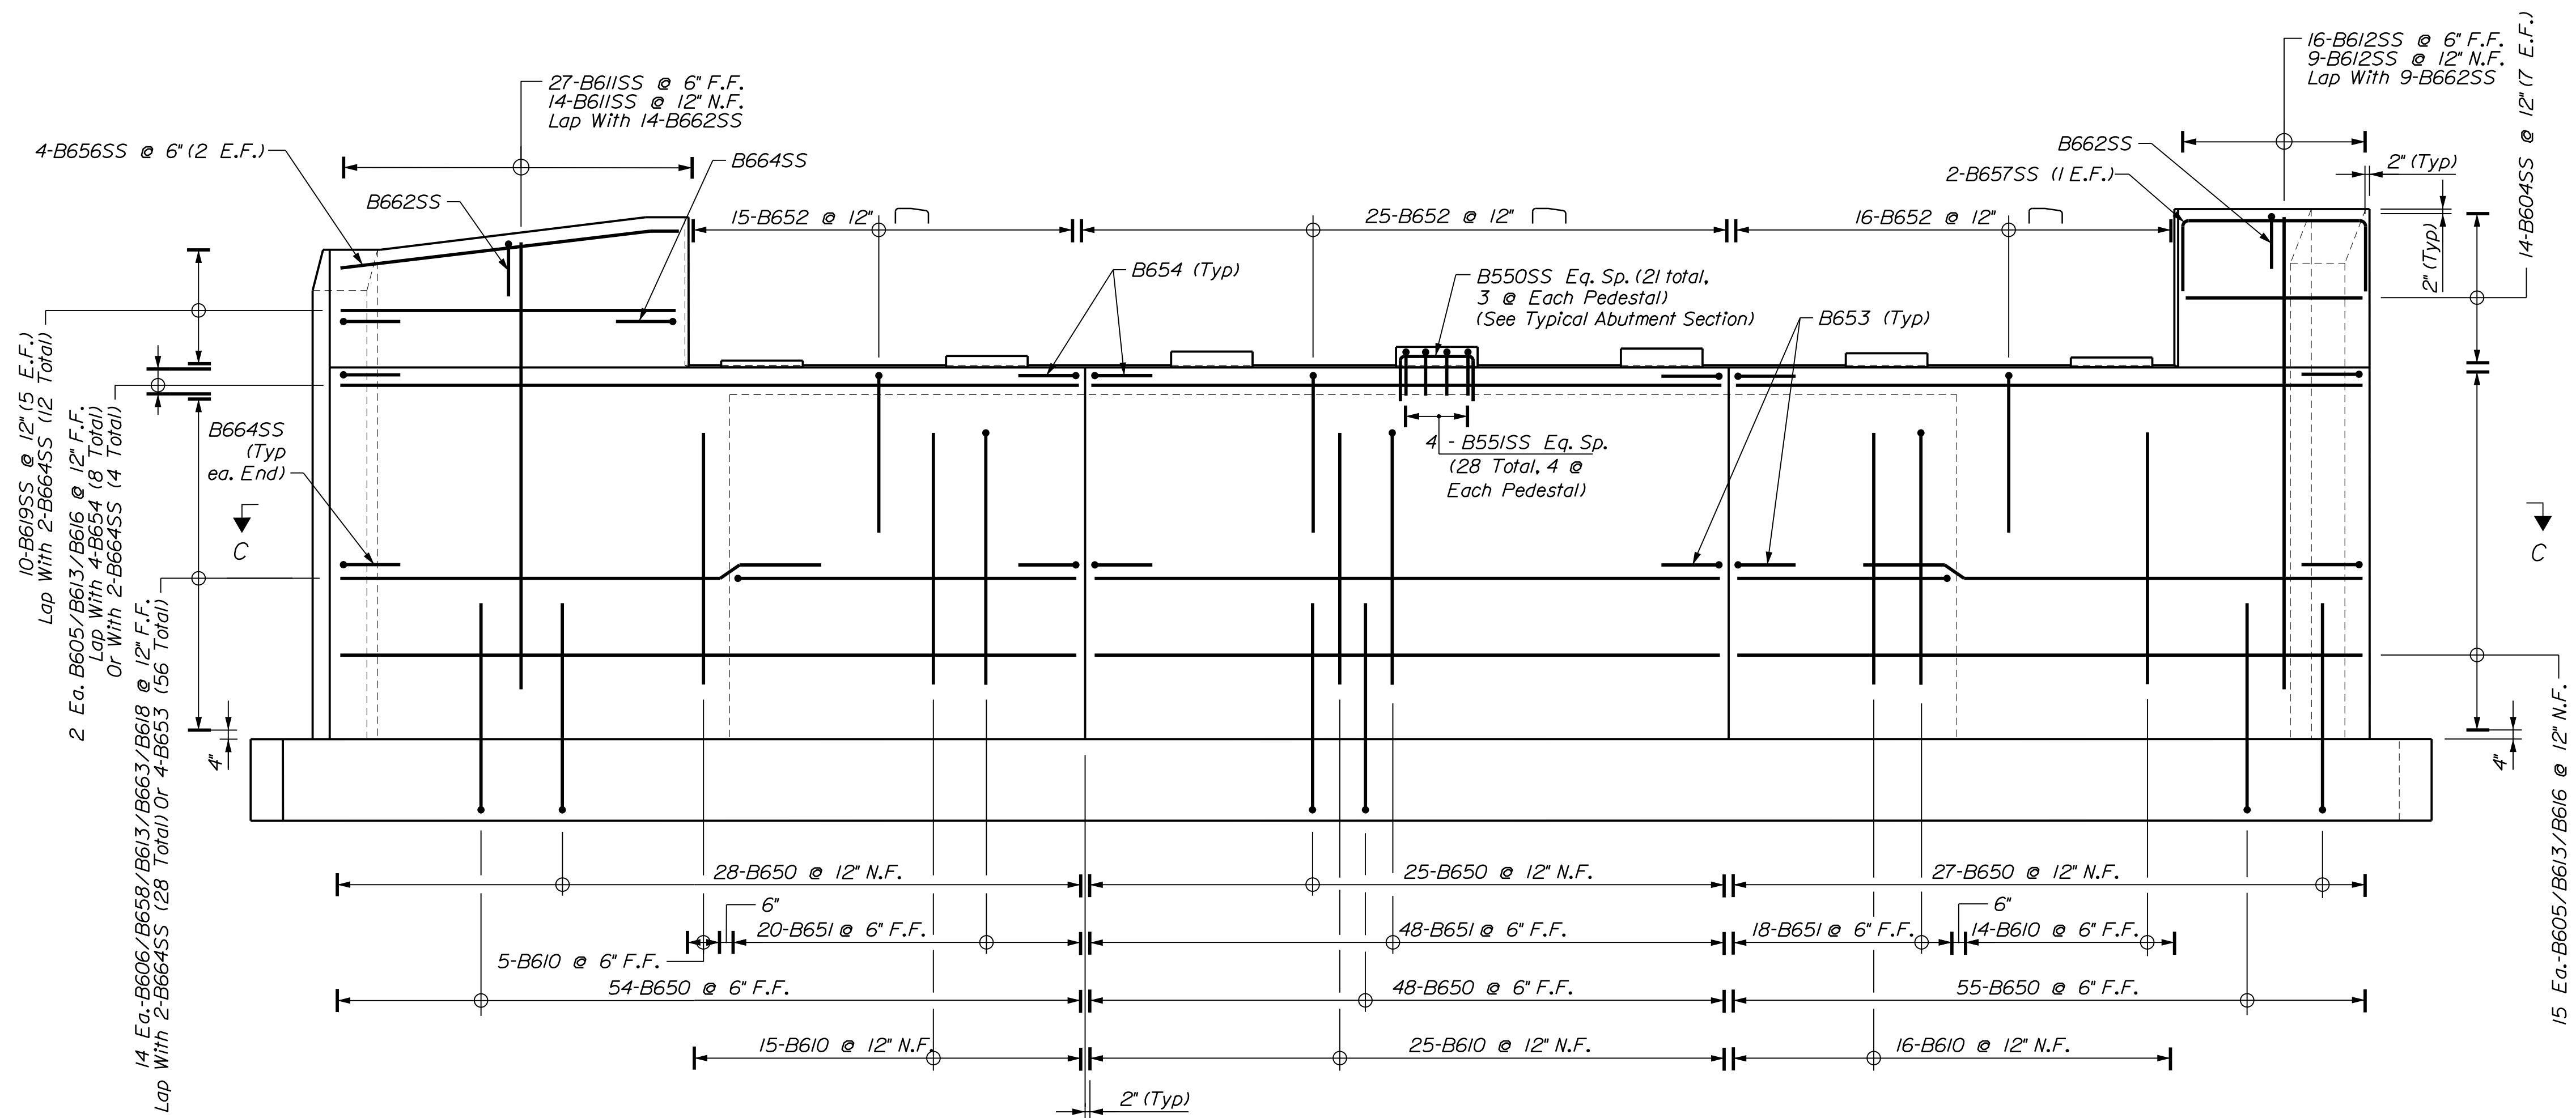 16-B612SS @ 6" F.F.
9-B612SS @ 12" N.F.
Lap With 9-B662SS
27-B611SS @ 6" F.F.
14-B611SS @ 12" N.F.
Lap With 14-B662SS
14-B604SS @ 12" (7 E.F.)
4-B656SS @ 6" (2 E.F.)
B664SS
B662SS
2" (Typ)
2-B657SS (1 E.F.)
B662SS
15-B652 @ 12"
25-B652 @ 12"
16-B652 @ 12"
2" (Typ)
B654 (Typ)
B550SS Eq. Sp. (21 total,
3 @ Each Pedestal)
(See Typical Abutment Section)
B653 (Typ)
10-B619SS @ 12" (5 E.F.)
Lap With 2-B664SS (12 Total)
2 Ea. B605/B613/B616 @ 12" F.F.
Lap With 4-B654 (8 Total)
Or With 2-B664SS (4 Total)
B664SS
(Typ
ea. End)
4 - B551SS Eq. Sp.
(28 Total, 4 @
Each Pedestal)
C
C
14 Ea.-B606/B658/B613/B663/B618 @ 12" F.F.
Lap With 2-B664SS (28 Total) Or 4-B653 (56 Total)
4"
4"
15 Ea.-B605/B613/B616 @ 12" N.F.
28-B650 @ 12" N.F.
25-B650 @ 12" N.F.
27-B650 @ 12" N.F.
6"
6"
20-B651 @ 6" F.F.
48-B651 @ 6" F.F.
18-B651 @ 6" F.F.
14-B610 @ 6" F.F.
5-B610 @ 6" F.F.
54-B650 @ 6" F.F.
48-B650 @ 6" F.F.
55-B650 @ 6" F.F.
15-B610 @ 12" N.F.
25-B610 @ 12" N.F.
16-B610 @ 12" N.F.
2" (Typ)